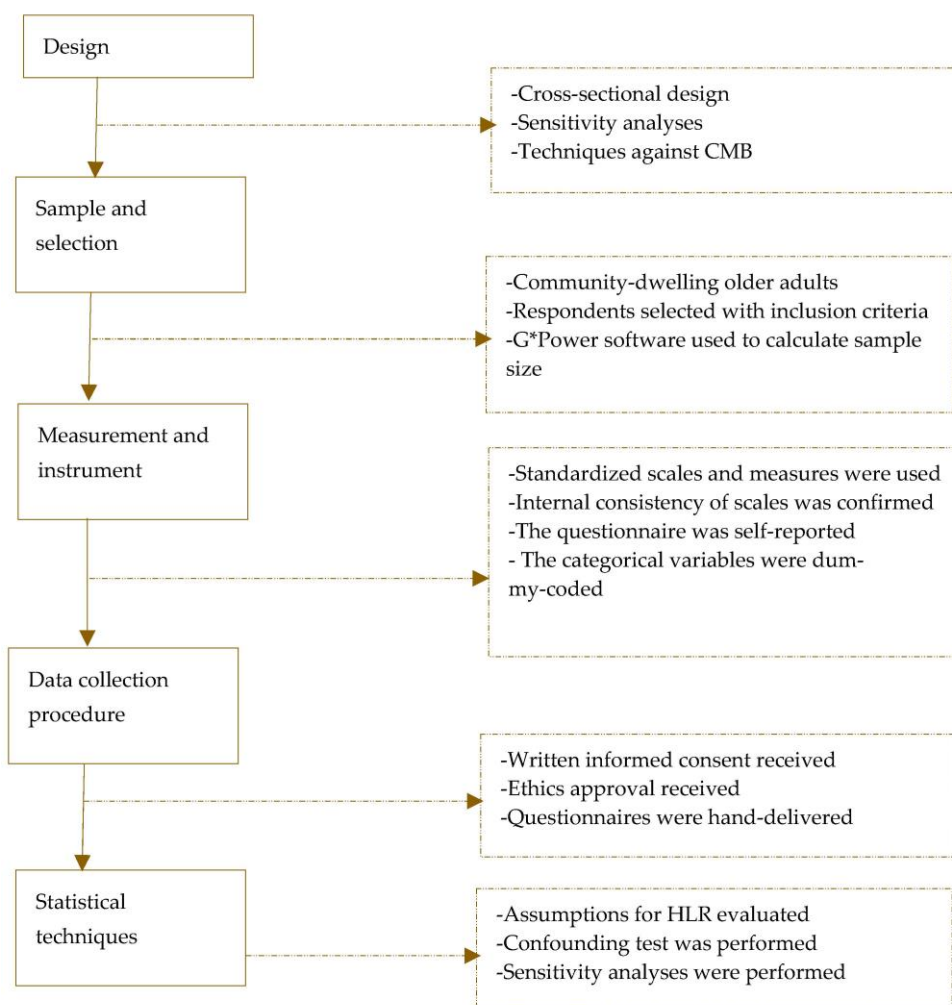 Design
-Cross-sectional design
-Sensitivity analyses
-Techniques against CMB
Sample and
selection
-Community-dwelling older adults
-Respondents selected with inclusion criteria
-G*Power software used to calculate sample
size
Measurement and
instrument
-Standardized scales and measures were used
-Internal consistency of scales was confirmed
-The questionnaire was self-reported
- The categorical variables were dum-
my-coded
Data collection
procedure
-Written informed consent received
-Ethics approval received
-Questionnaires were hand-delivered
Statistical
techniques
-Assumptions for HLR evaluated
-Confounding test was performed
-Sensitivity analyses were performed